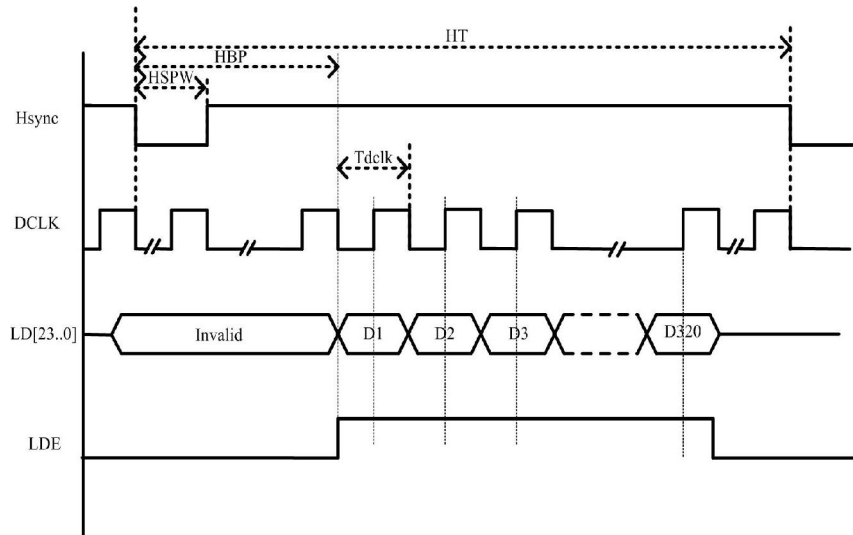 HT
HBP
HSPW
Hsync
Tdclk
DCLK
LD[23..0]
Invalid
D1
D2
D3
D320
LDE